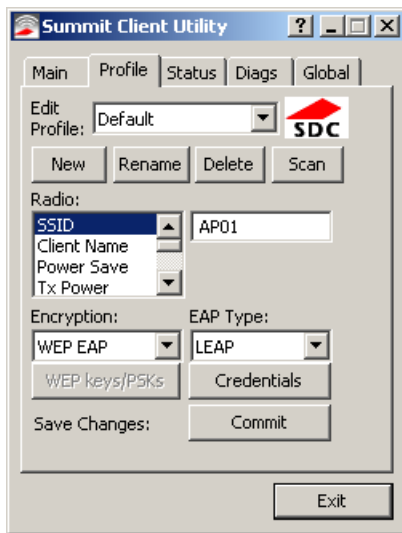 Summit Client Utility ?
Main Profile Status Diags Global
Edit Profile: Default SDC
New Rename Delete Scan
Radio:
SSID AP01
Client Name
Power Save
Tx Power
Encryption: EAP Type:
WEP EAP LEAP
WEP keys/PSKs Credentials
Save Changes: Commit
Exit